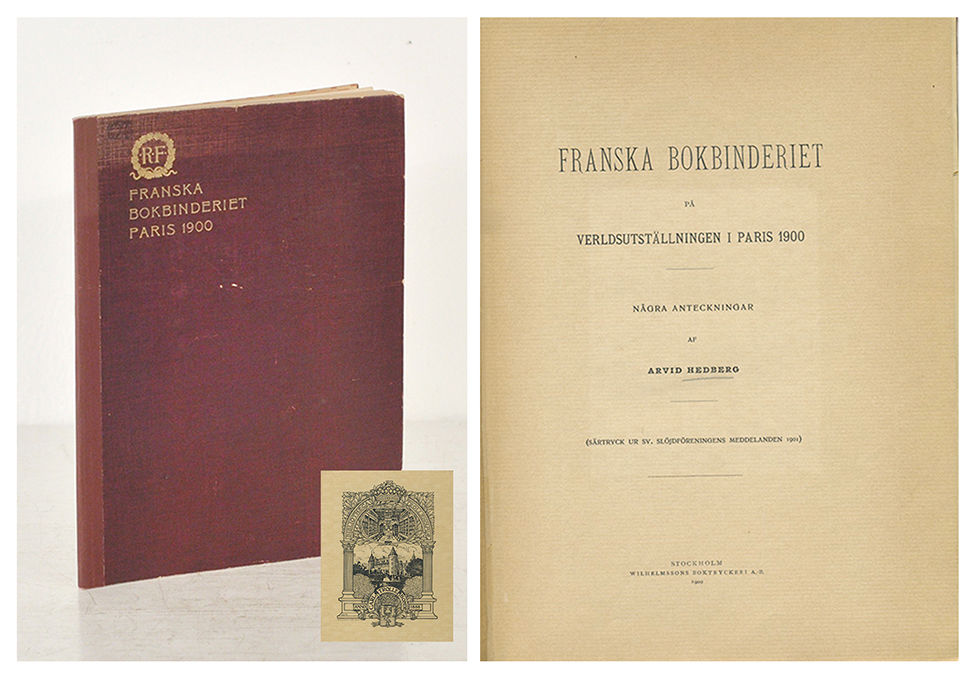 RF
FRANSKA
BOKBINDERIET
PARIS 1900
FRANSKA BOKBINDERIET
PÅ
VERLDSUTSTÄLLNINGEN I PARIS 1900
NÅGRA ANTECKNINGAR
AF
ARVID HEDBERG
(SÄRTRYCK UR SV. SLÖJDFÖRENINGENS MEDDELANDEN 1901)
STOCKHOLM
WILHELMSSONS BOKTRYCKERI A.-B.